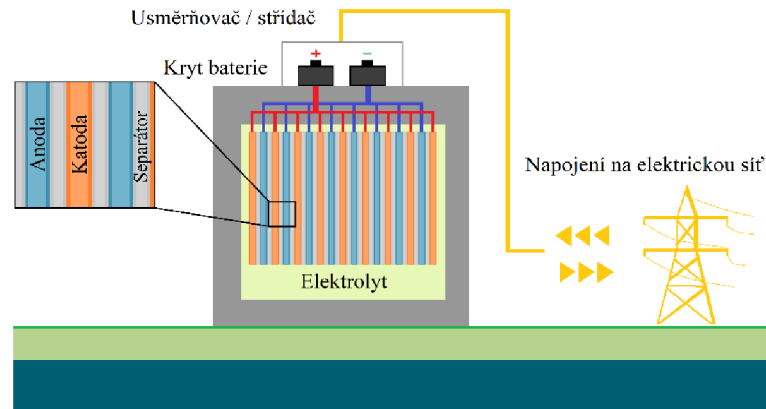 Usměrňovač / střídač
+ −
Kryt baterie
Anoda
Katoda
Separátor
Napojení na elektrickou síť
Elektrolyt